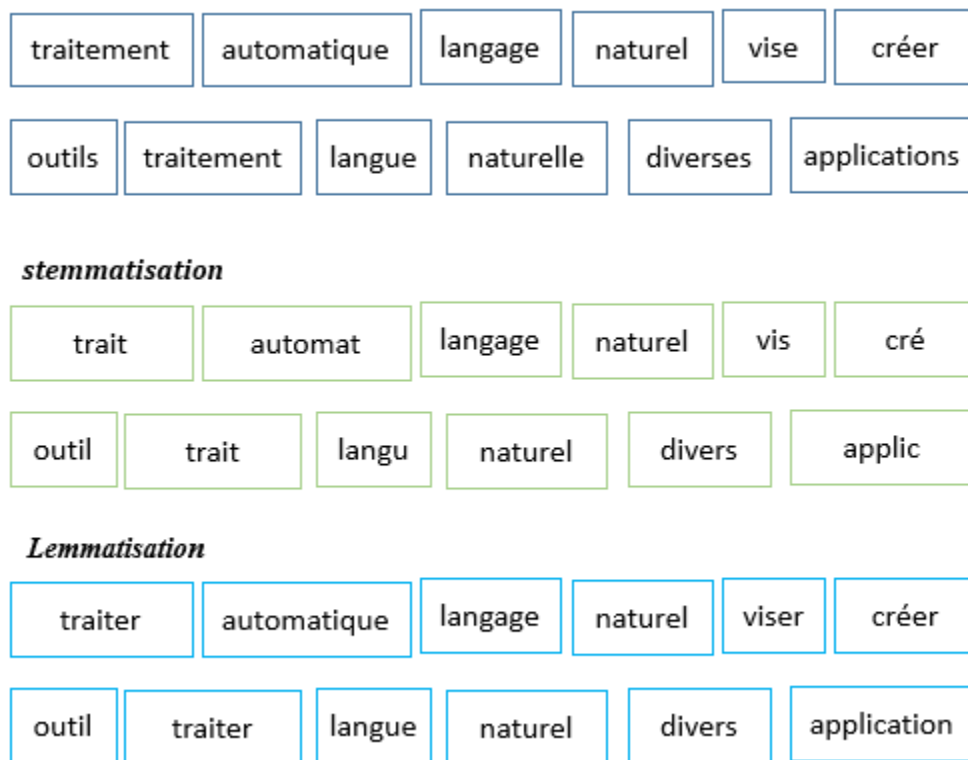 traitement automatique langage naturel vise créer
outils traitement langue naturelle diverses applications
stemmatisation
trait automat langage naturel vis cré
outil trait langu naturel divers applic
Lemmatisation
traiter automatique langage naturel viser créer
outil traiter langue naturel divers application